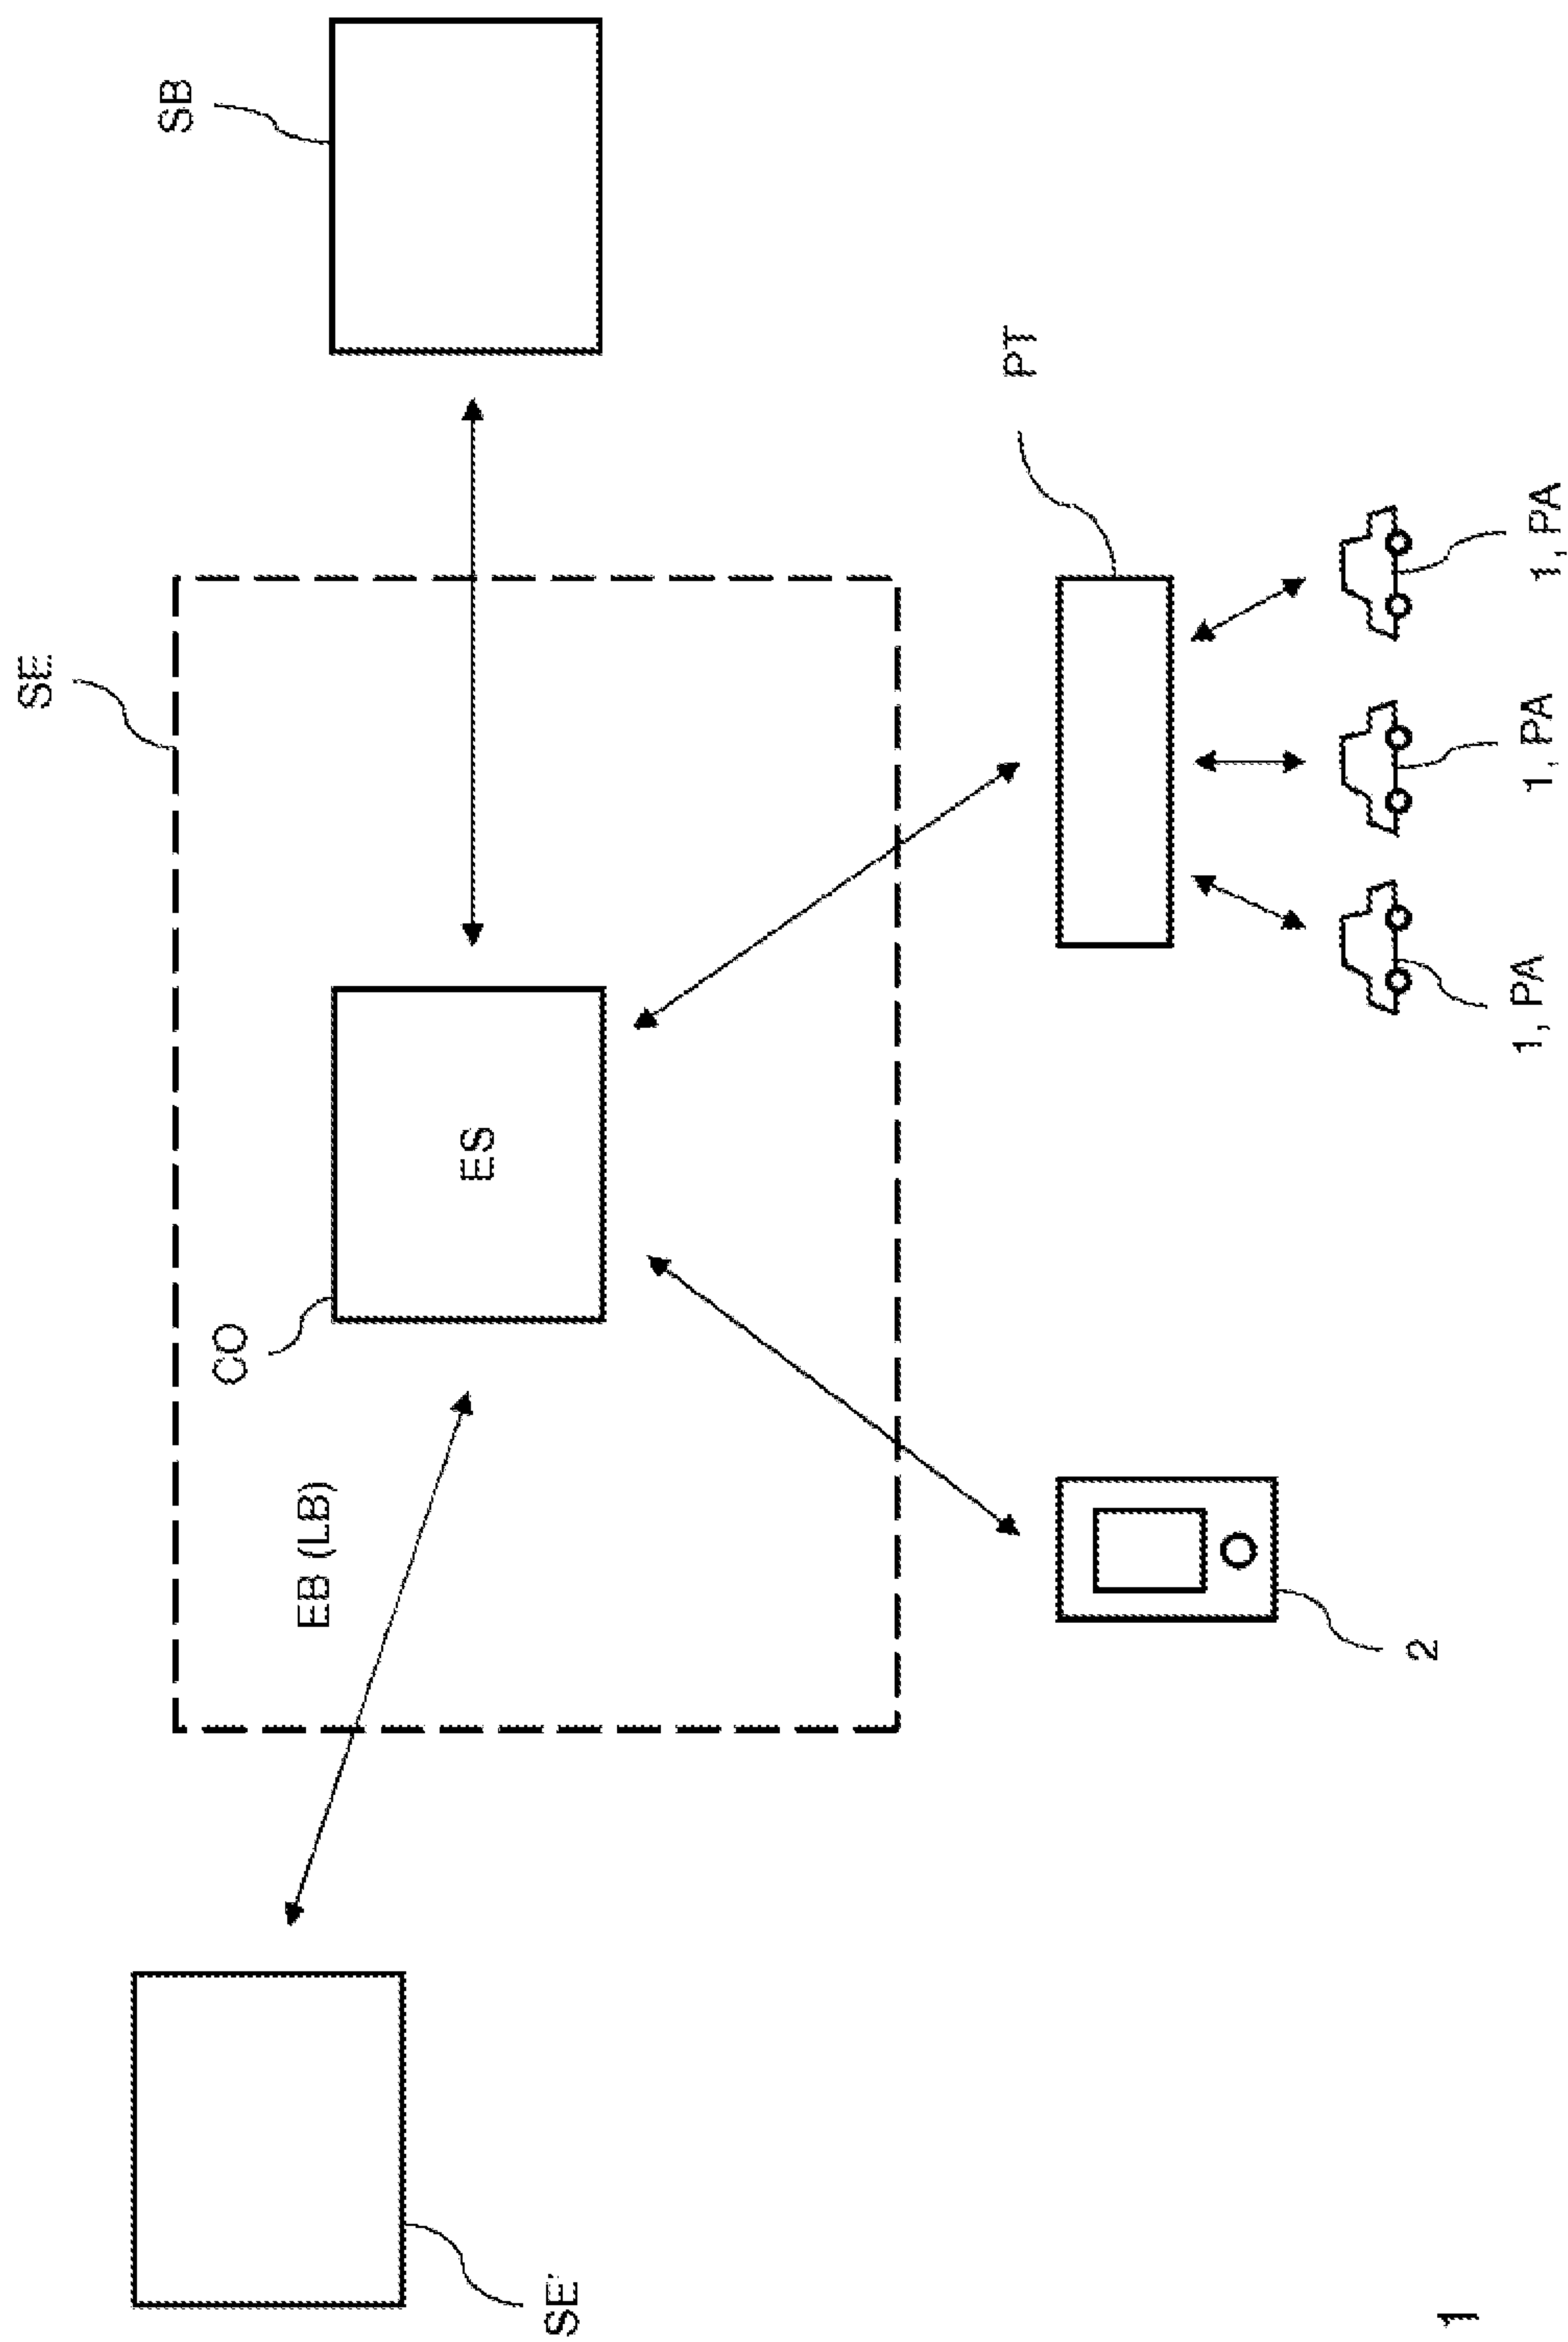 SE
SB
CO
EB (LB)
ES
SE'
PT
2
1, PA
1, PA
1, PA
1